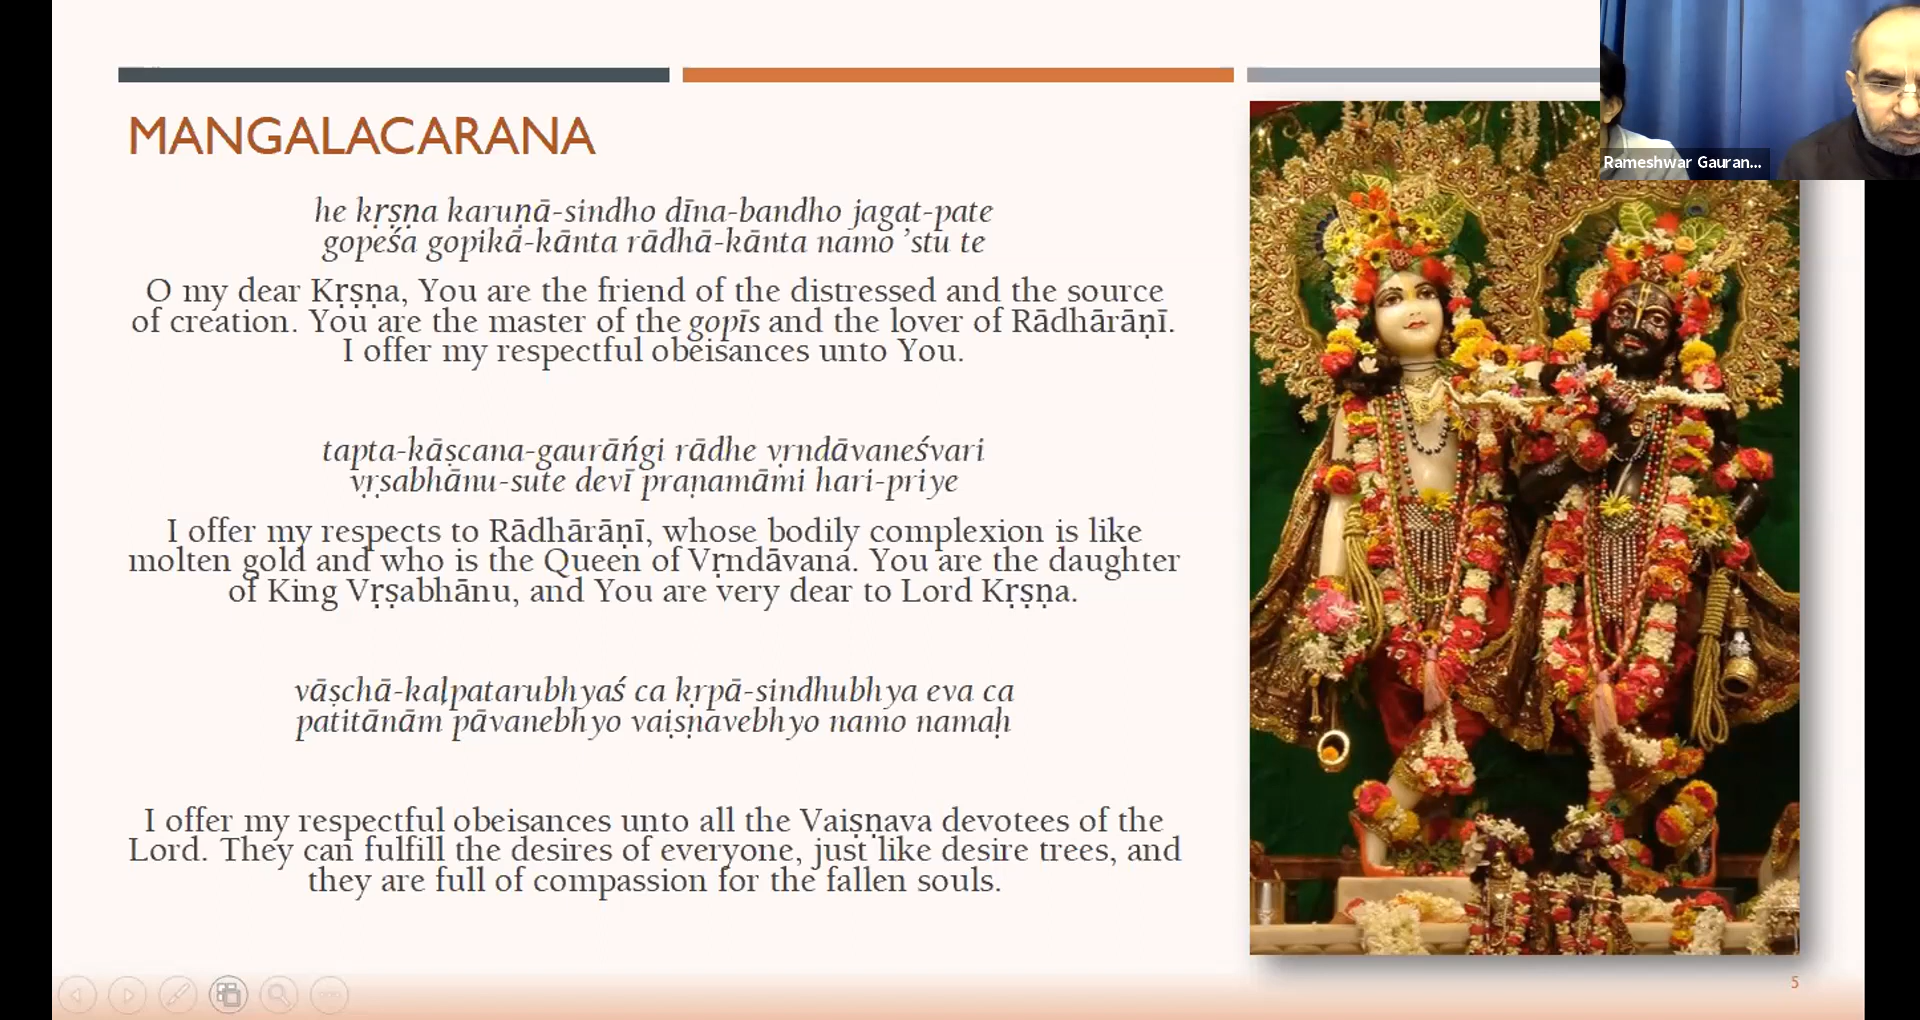 MANGALACARANA
he kṛṣṇa karuṇā-sindho dīna-bandho jagat-pate
gopeśa gopikā-kānta rādhā-kānta namo ’stu te
O my dear Kṛṣṇa, You are the friend of the distressed and the source
of creation. You are the master of the gopīs and the lover of Rādhārāṇī.
I offer my respectful obeisances unto You.
tapta-kāṣcana-gaurāńgi rādhe vṛndāvaneśvari
vṛṣabhānu-sute devī praṇamāmi hari-priye
I offer my respects to Rādhārāṇī, whose bodily complexion is like
molten gold and who is the Queen of Vṛndāvana. You are the daughter
of King Vṛṣabhānu, and You are very dear to Lord Kṛṣṇa.
vāṣchā-kaḷpatarubhyaś ca kṛpā-sindhubhya eva ca
patitānāṁ pāvanebhyo vaiṣṇavebhyo namo namaḥ
I offer my respectful obeisances unto all the Vaiṣṇava devotees of the
Lord. They can fulfill the desires of everyone, just like desire trees, and
they are full of compassion for the fallen souls.
Rameshwar Gauran...
5